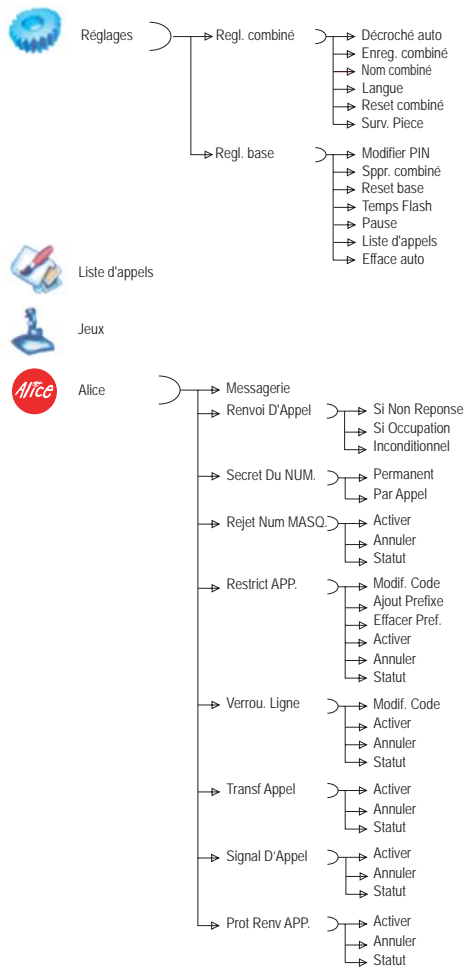 Réglages
Regl. combiné
Décroché auto
Enreg. combiné
Nom combiné
Langue
Reset combiné
Surv. Piece
Regl. base
Modifier PIN
Sppr. combiné
Reset base
Temps Flash
Pause
Liste d'appels
Efface auto
Liste d'appels
Jeux
Alice
Alice
Messagerie
Renvoi D'Appel
Si Non Reponse
Si Occupation
Inconditionnel
Secret Du NUM.
Permanent
Par Appel
Rejet Num MASQ.
Activer
Annuler
Statut
Restrict APP.
Modif. Code
Ajout Prefixe
Effacer Pref.
Activer
Annuler
Statut
Verrou. Ligne
Modif. Code
Activer
Annuler
Statut
Transf Appel
Activer
Annuler
Statut
Signal D'Appel
Activer
Annuler
Statut
Prot Renv APP.
Activer
Annuler
Statut